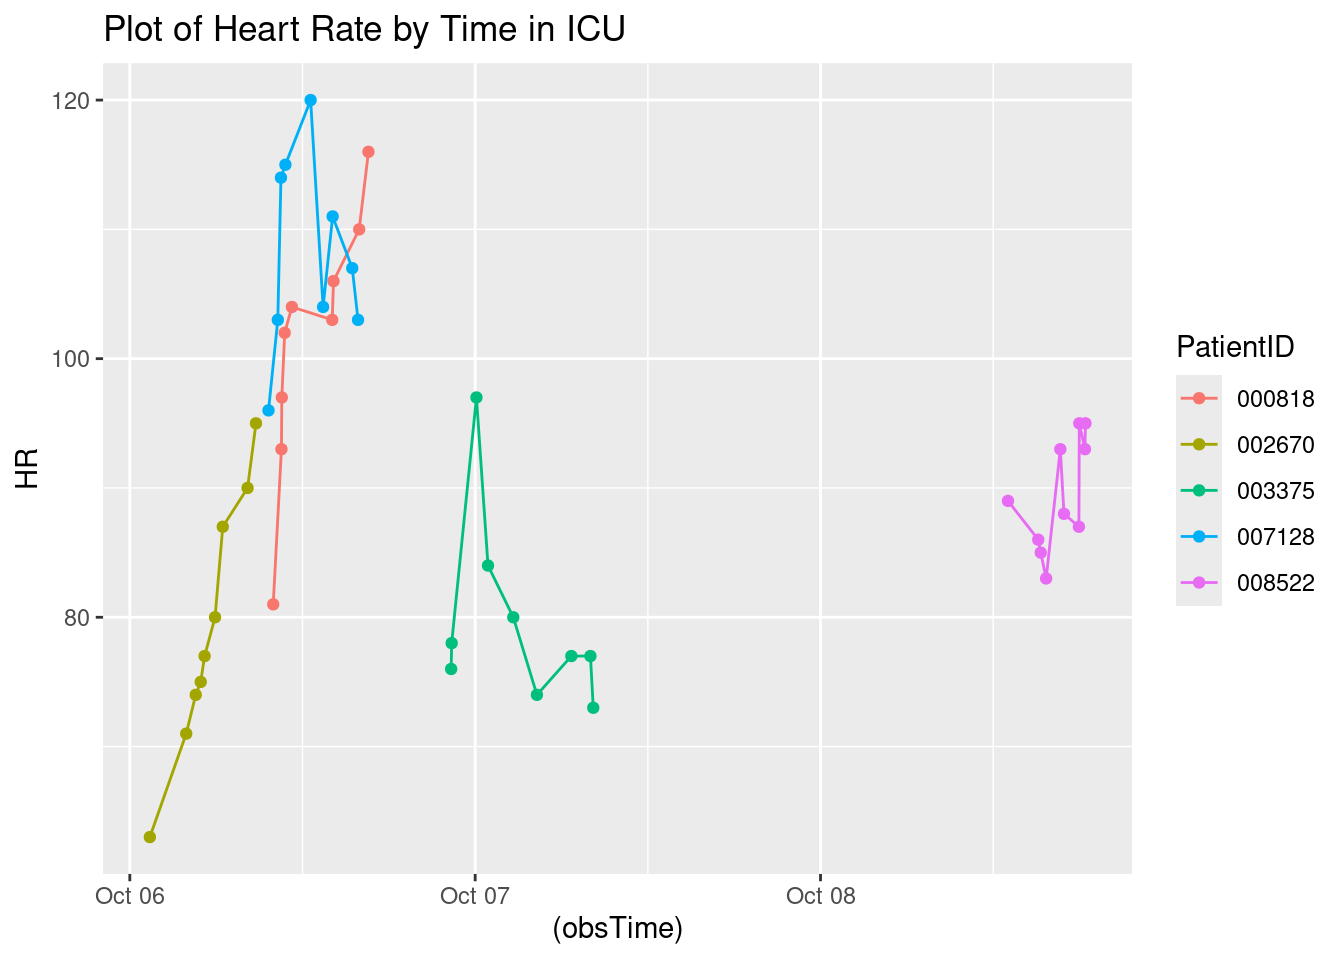 Plot of Heart Rate by Time in ICU
120
100
80
HR
Oct 06
Oct 07
Oct 08
(obsTime)
PatientID
000818
002670
003375
007128
008522